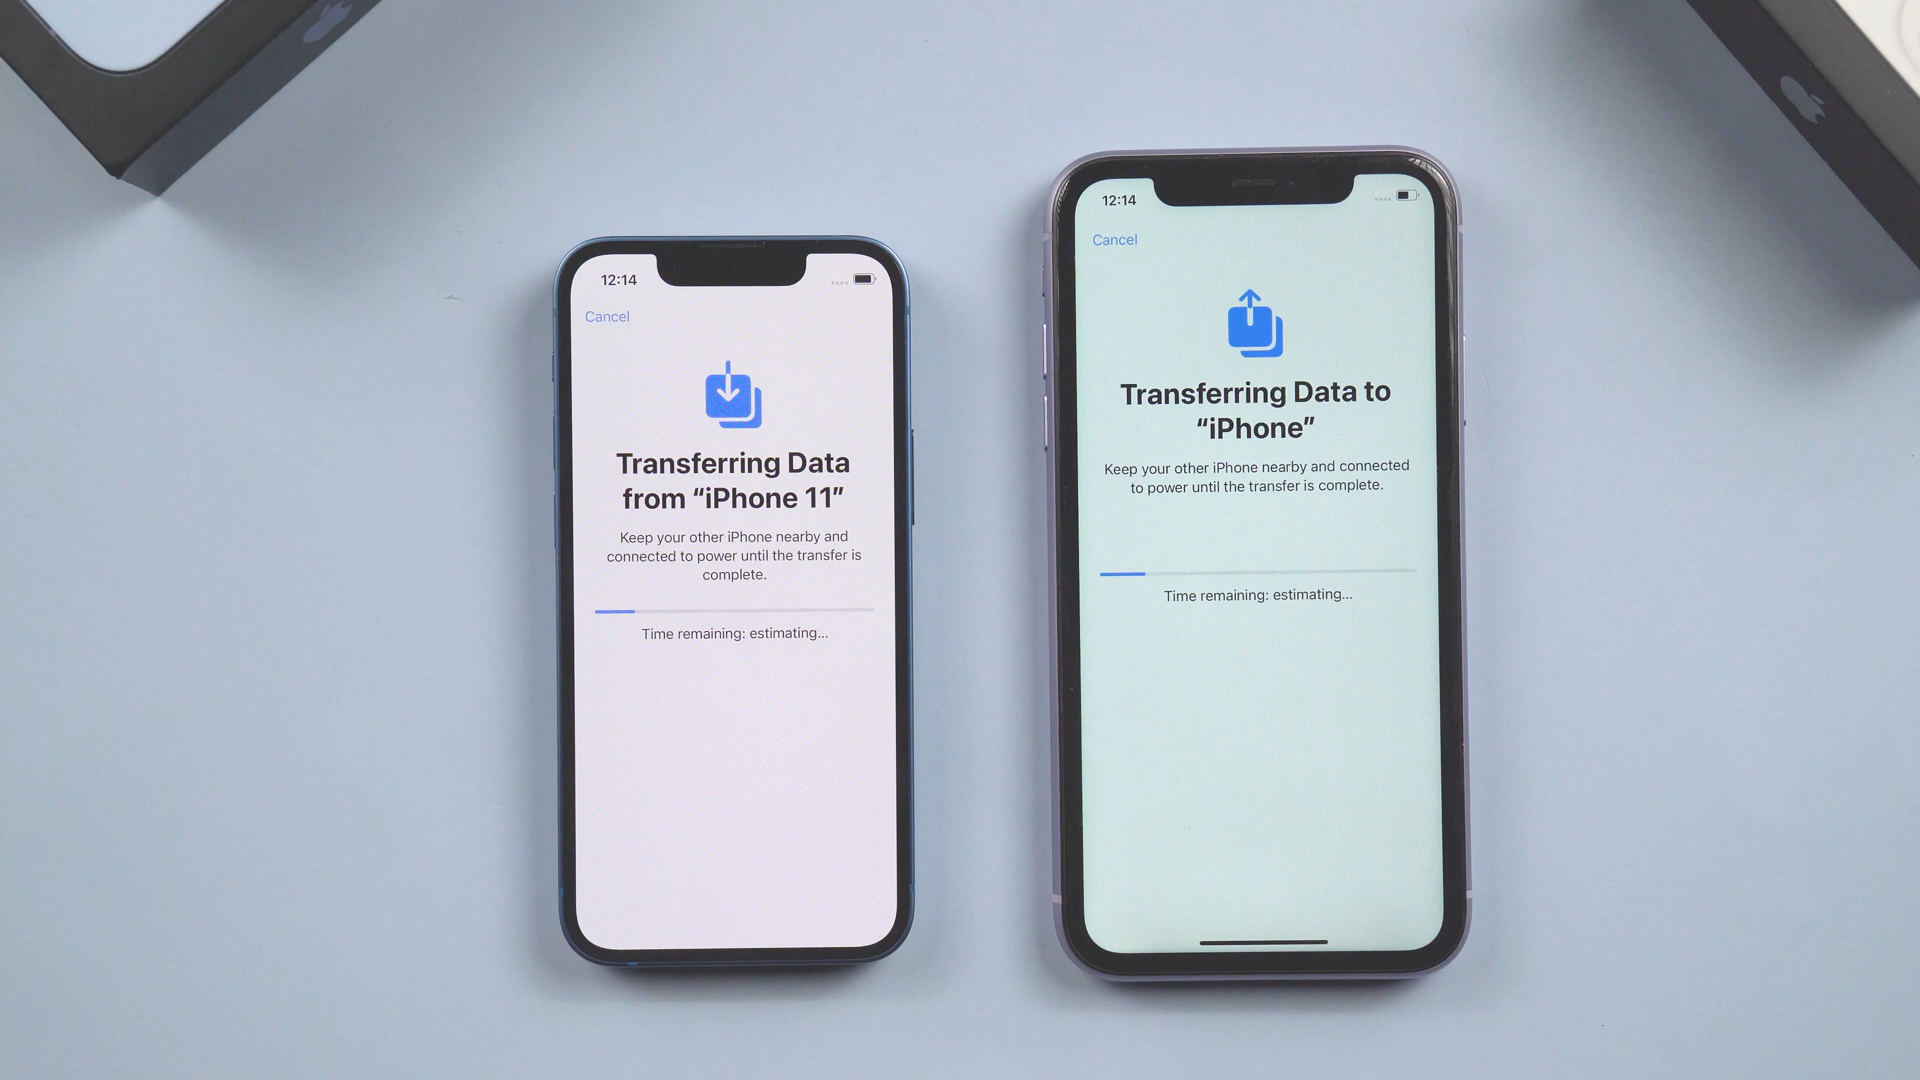 12:14
Cancel
Transferring Data
from “iPhone 11”
Keep your other iPhone nearby and
connected to power until the transfer is
complete.
Time remaining: estimating...
12:14
Cancel
Transferring Data to
“iPhone”
Keep your other iPhone nearby and connected
to power until the transfer is complete.
Time remaining: estimating...